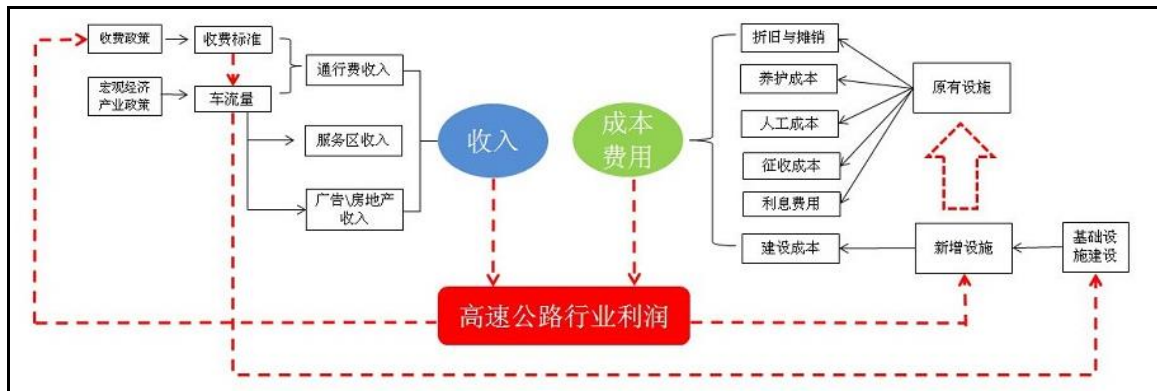 收费政策
收费标准
宏观经济
产业政策
车流量
通行费收入
服务区收入
广告\房地产
收入
收入
成本
费用
折旧与摊销
养护成本
人工成本
征收成本
利息费用
建设成本
原有设施
新增设施
基础设
施建设
高速公路行业利润